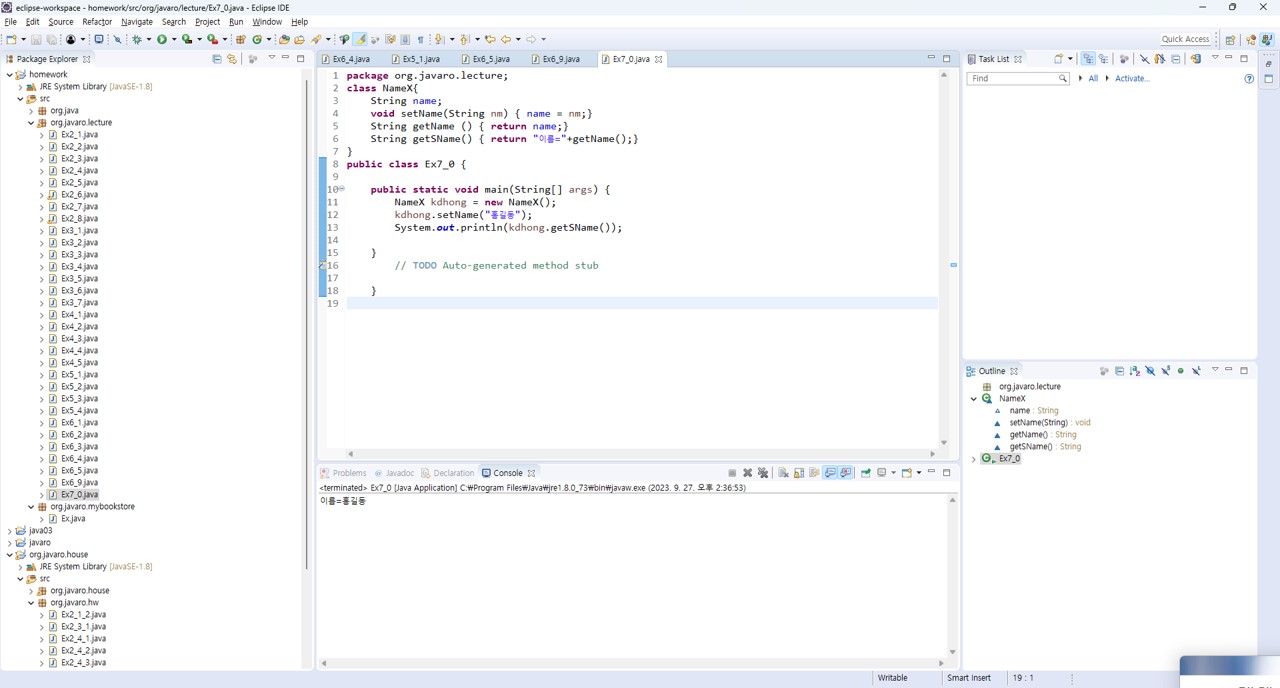 eclipse-workspace - homework/src/org/javaro/lecture/Ex7_0.java - Eclipse IDE
File Edit Source Refactor Navigate Search Project Run Window Help
Quick Access
Package Explorer
homework
JRE System Library [JavaSE-1.8]
src
org.java
org.javaro.lecture
Ex2_1.java
Ex2_2.java
Ex2_3.java
Ex2_4.java
Ex2_5.java
Ex2_6.java
Ex2_7.java
Ex2_8.java
Ex3_1.java
Ex3_2.java
Ex3_3.java
Ex3_4.java
Ex3_5.java
Ex3_6.java
Ex3_7.java
Ex4_1.java
Ex4_2.java
Ex4_3.java
Ex4_4.java
Ex4_5.java
Ex5_1.java
Ex5_2.java
Ex5_3.java
Ex5_4.java
Ex6_1.java
Ex6_2.java
Ex6_3.java
Ex6_4.java
Ex6_5.java
Ex6_9.java
Ex7_0.java
org.javaro.mybookstore
Ex.java
java03
javaro
org.javaro.house
JRE System Library [JavaSE-1.8]
src
org.javaro.house
org.javaro.hw
Ex2_1_2.java
Ex2_3_1.java
Ex2_4_1.java
Ex2_4_2.java
Ex2_4_3.java
Ex6_4.java Ex5_1.java Ex6_5.java Ex6_9.java Ex7_0.java
1 package org.javaro.lecture;
2 class NameX{
3 String name;
4 void setName(String nm) { name = nm;}
5 String getName () { return name;}
6 String getSName() { return "이름="+getName();}
7 }
8 public class Ex7_0 {
9
10 public static void main(String[] args) {
11 NameX kdhong = new NameX();
12 kdhong.setName("홍길동");
13 System.out.println(kdhong.getSName());
14
15 }
16 // TODO Auto-generated method stub
17
18 }
19
Problems Javadoc Declaration Console
<terminated> Ex7_0 [Java Application] C:₩Program Files₩Java₩jre1.8.0_73₩bin₩javaw.exe (2023. 9. 27. 오후 2:36:53)
이름=홍길동
Task List
Find All Activate...
Outline
org.javaro.lecture
NameX
name : String
setName(String) : void
getName() : String
getSName() : String
Ex7_0
Writable Smart Insert 19 : 1